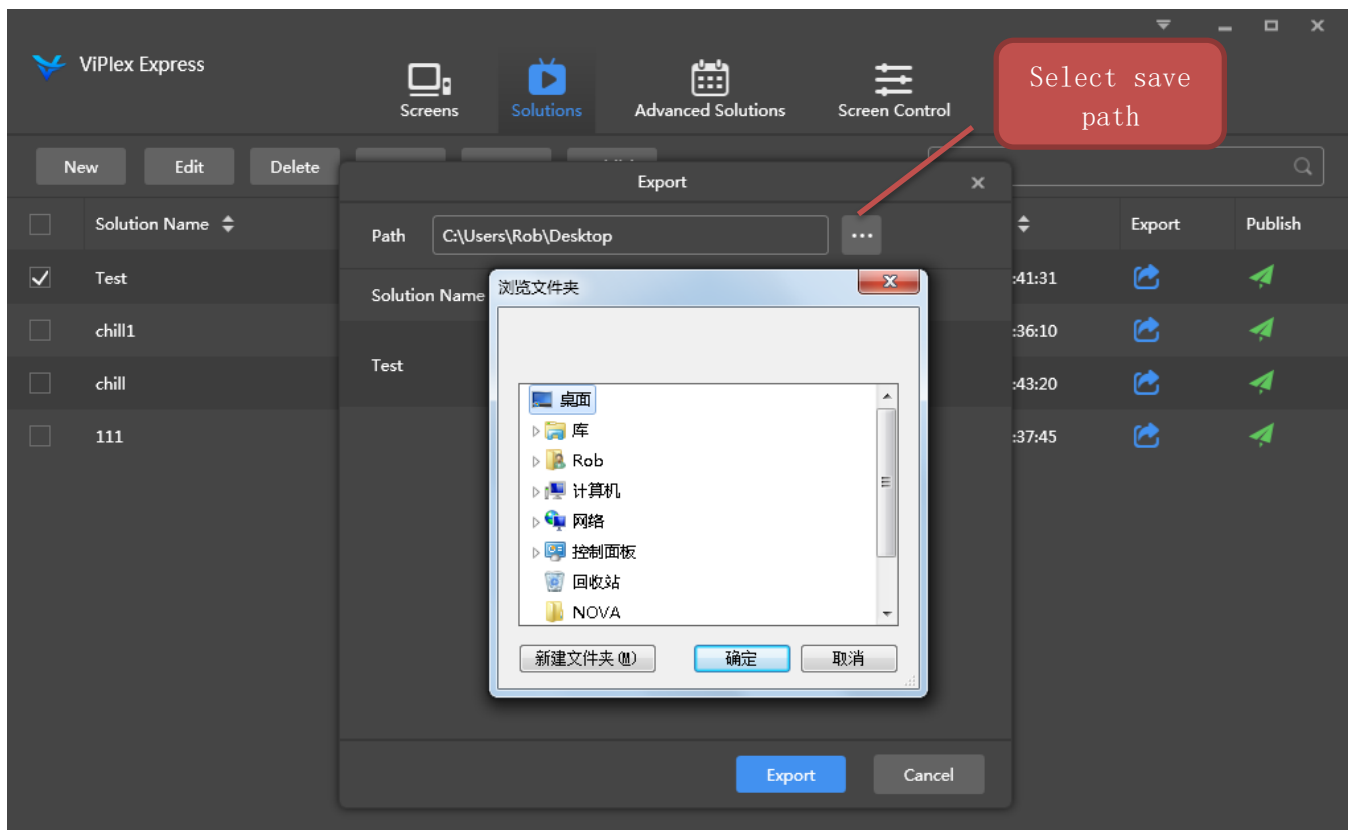 ViPlex Express
Select save
path
Screens
Solutions
Advanced Solutions
Screen Control
New
Edit
Delete
Export
Solution Name
Export
Publish
Path
C:\Users\Rob\Desktop
...
Test
:41:31
浏览文件夹
Solution Name
chill1
:36:10
Test
chill
:43:20
桌面
库
111
:37:45
Rob
计算机
网络
控制面板
回收站
NOVA
新建文件夹(M)
确定
取消
Export
Cancel